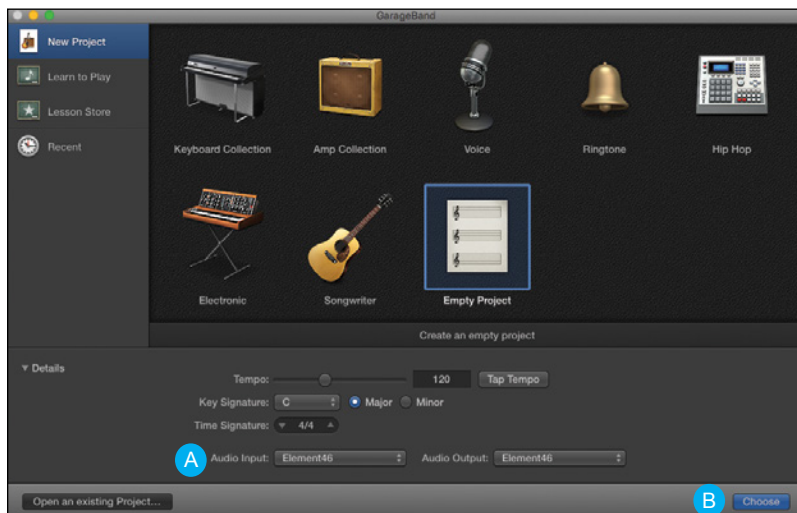 GarageBand
New Project
Learn to Play
Lesson Store
Recent
Keyboard Collection Amp Collection Voice Ringtone Hip Hop
Electronic Songwriter Empty Project
Create an empty project
Details
Tempo: 120 Tap Tempo
Key Signature: C Major Minor
Time Signature: 4/4
A Audio Input: Element46 Audio Output: Element46
Open an existing Project... B Choose